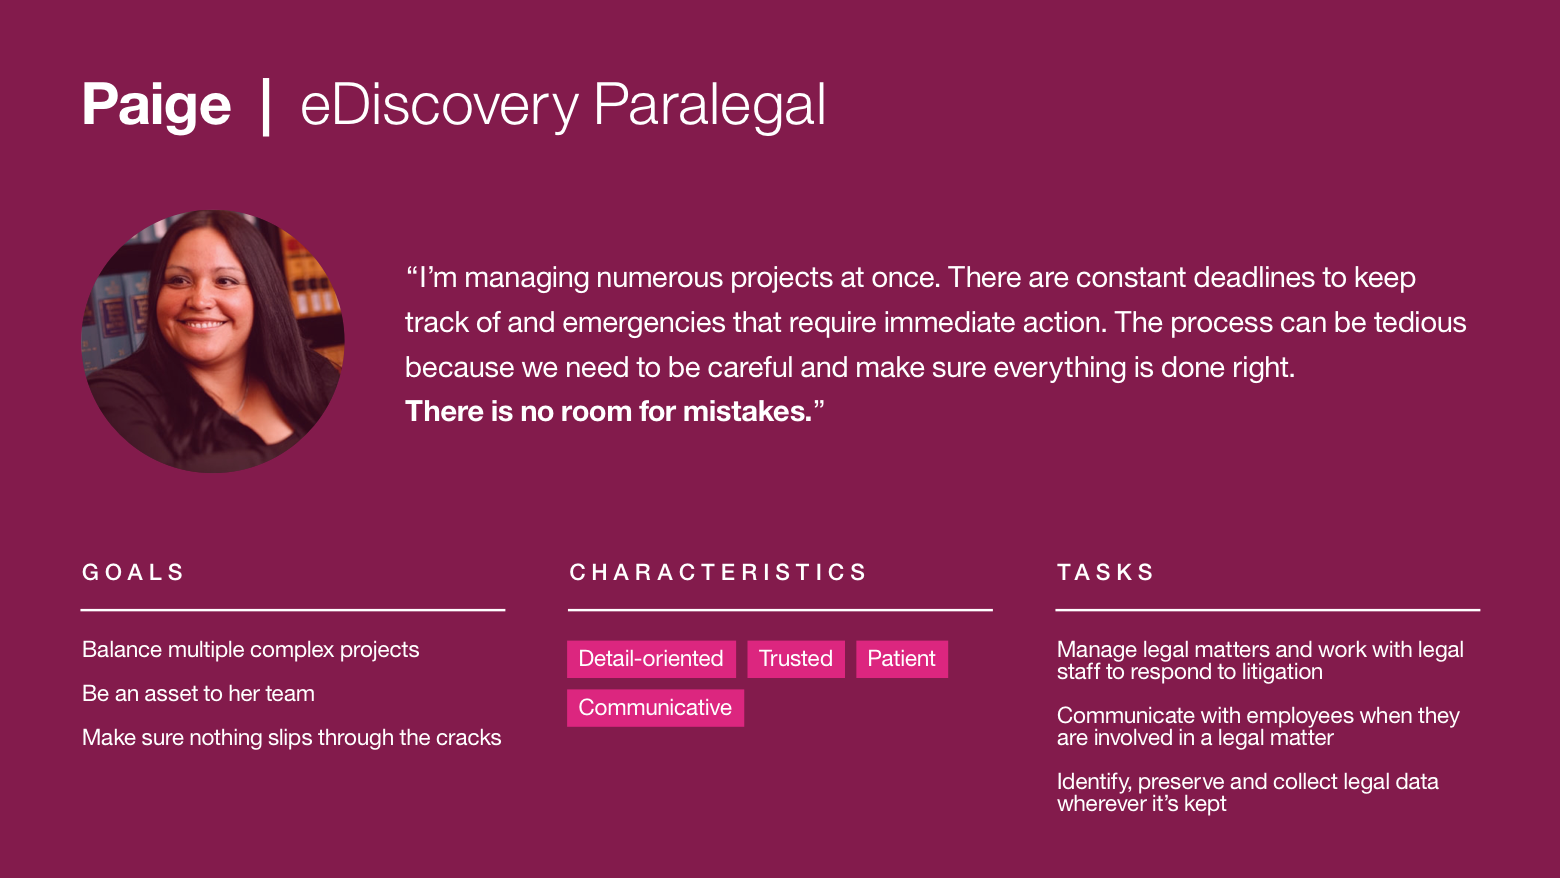 Paige | eDiscovery Paralegal
“I’m managing numerous projects at once. There are constant deadlines to keep
track of and emergencies that require immediate action. The process can be tedious
because we need to be careful and make sure everything is done right.
There is no room for mistakes.”
GOALS
Balance multiple complex projects
Be an asset to her team
Make sure nothing slips through the cracks
CHARACTERISTICS
Detail-oriented Trusted Patient
Communicative
TASKS
Manage legal matters and work with legal
staff to respond to litigation
Communicate with employees when they
are involved in a legal matter
Identify, preserve and collect legal data
wherever it’s kept